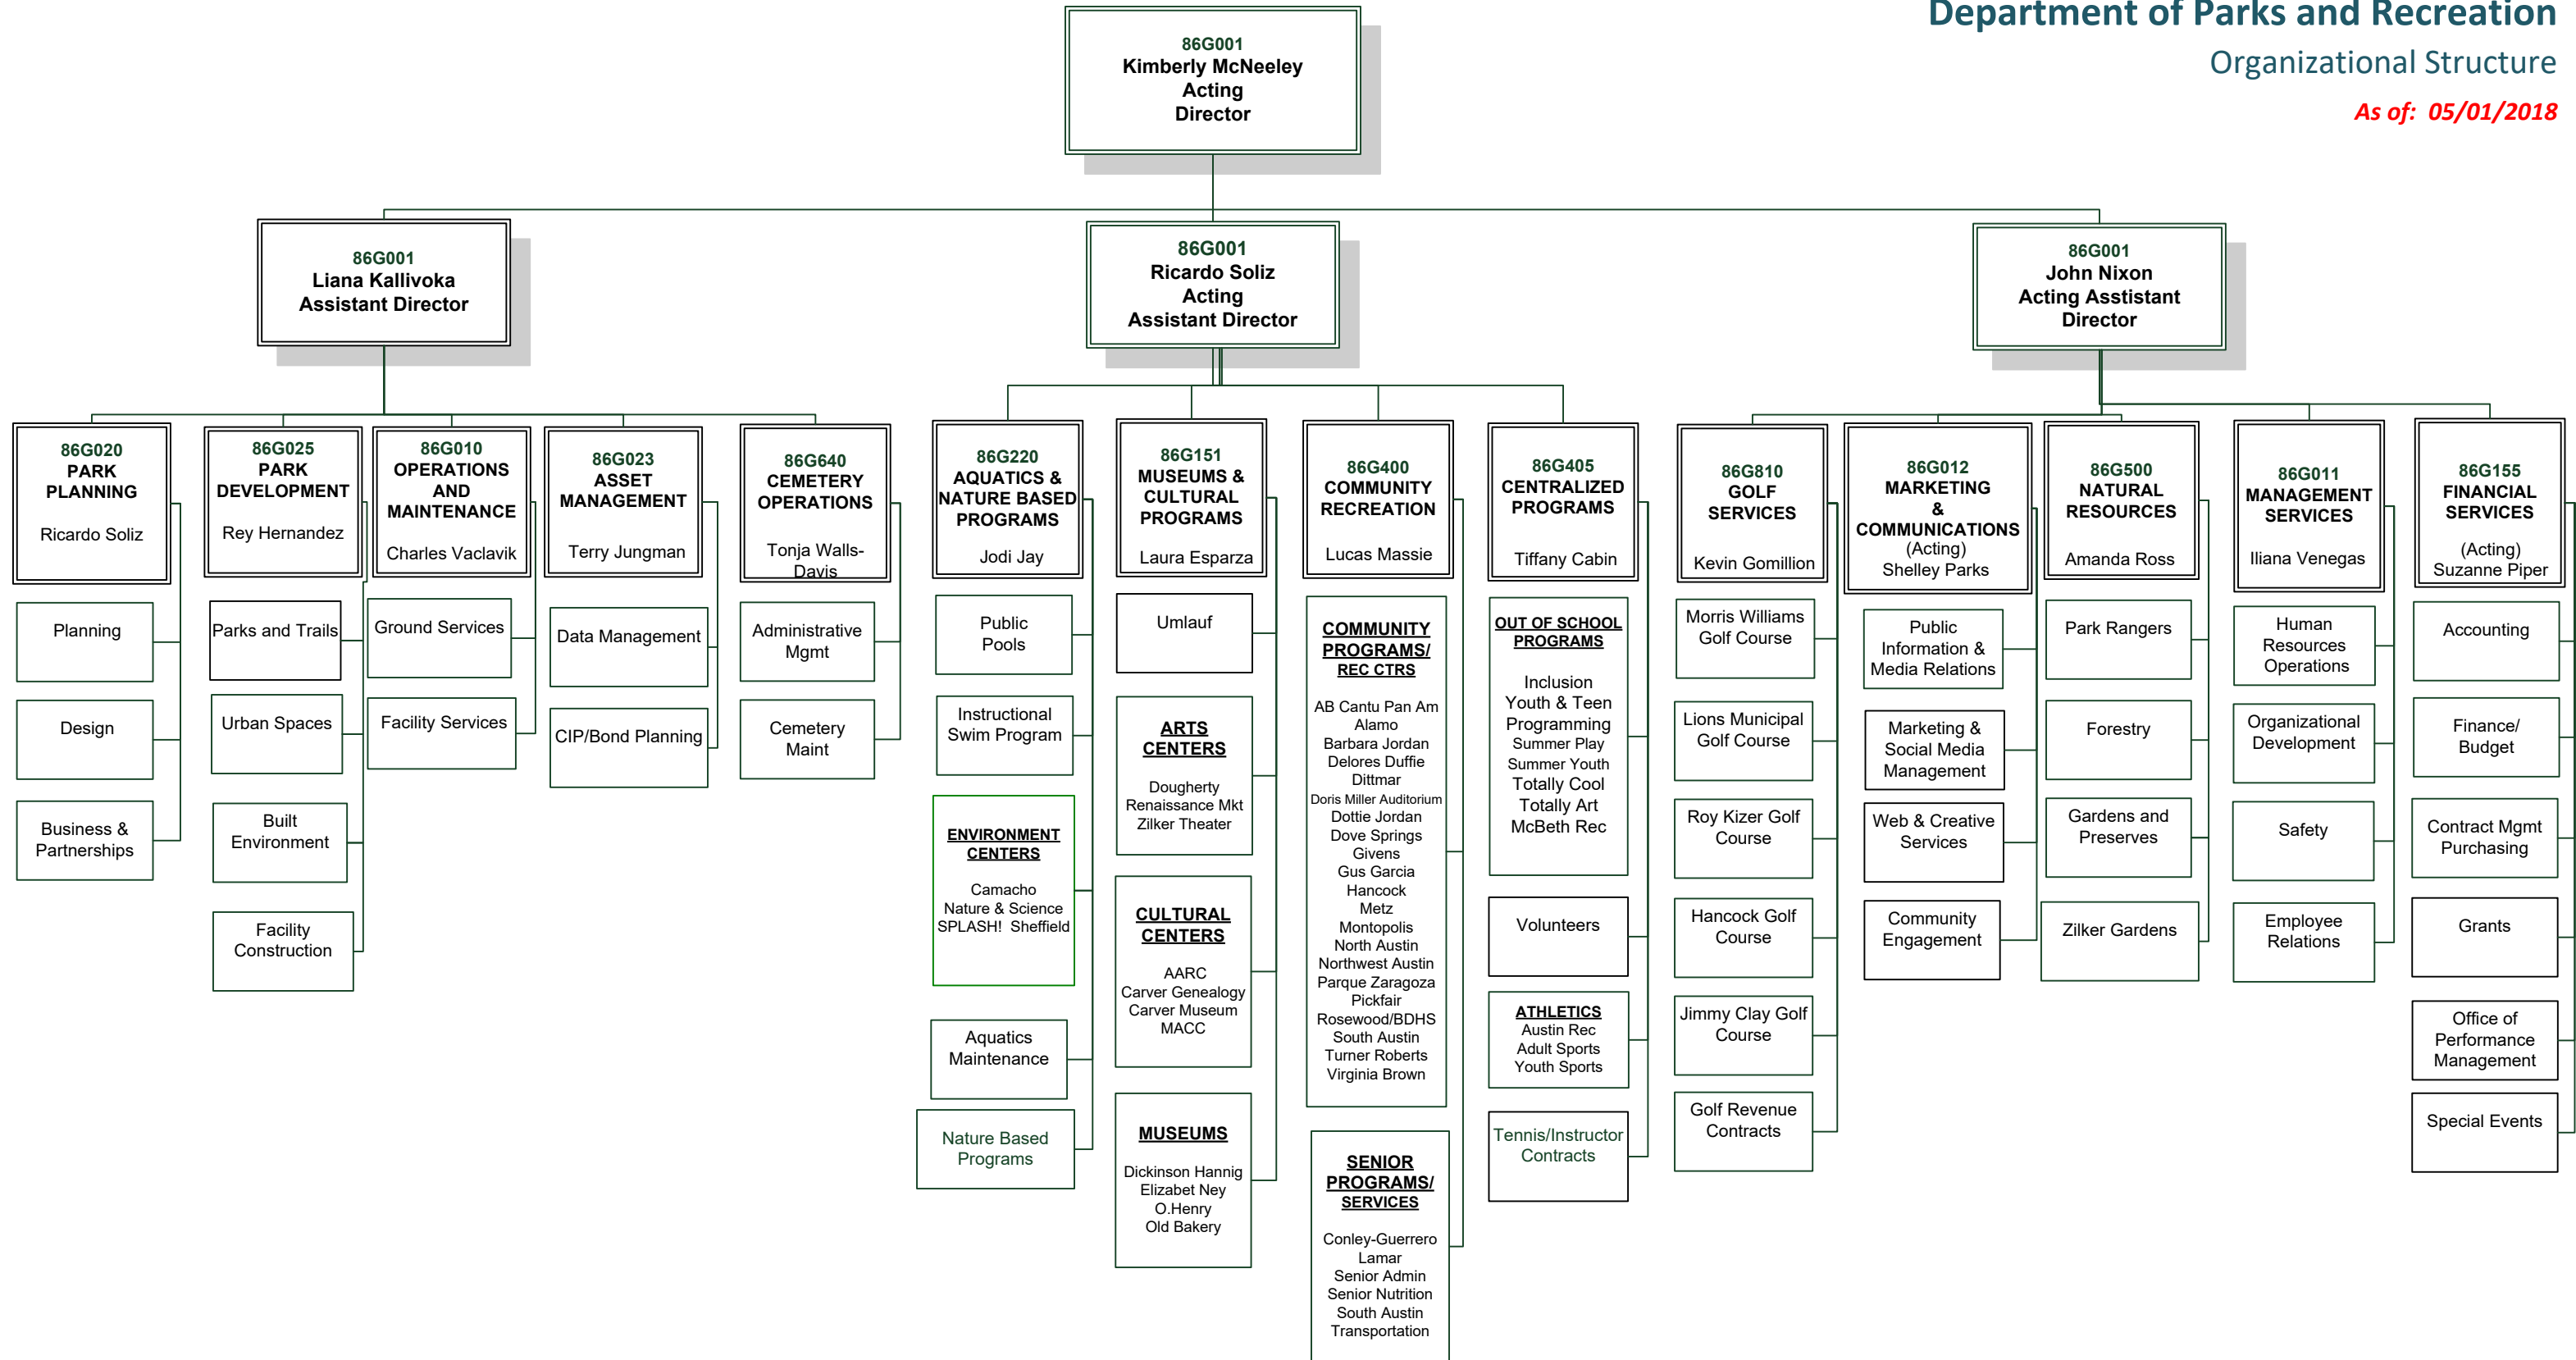 Department of Parks and Recreation
Organizational Structure
As of: 05/01/2018
86G001
Kimberly McNeeley
Acting
Director
86G001
Liana Kallivoka
Assistant Director
86G001
Ricardo Soliz
Acting
Assistant Director
86G001
John Nixon
Acting Asstistant
Director
86G020
PARK
PLANNING
Ricardo Soliz
Planning
Design
Business &
Partnerships
86G025
PARK
DEVELOPMENT
Rey Hernandez
Parks and Trails
Urban Spaces
Built
Environment
Facility
Construction
86G010
OPERATIONS
AND
MAINTENANCE
Charles Vaclavik
Ground Services
Facility Services
86G023
ASSET
MANAGEMENT
Terry Jungman
Data Management
CIP/Bond Planning
86G640
CEMETERY
OPERATIONS
Tonja Walls-
Davis
Administrative
Mgmt
Cemetery
Maint
86G220
AQUATICS &
NATURE BASED
PROGRAMS
Jodi Jay
Public
Pools
Instructional
Swim Program
ENVIRONMENT
CENTERS
Camacho
Nature & Science
SPLASH! Sheffield
Aquatics
Maintenance
Nature Based
Programs
86G151
MUSEUMS &
CULTURAL
PROGRAMS
Laura Esparza
Umlauf
ARTS
CENTERS
Dougherty
Renaissance Mkt
Zilker Theater
CULTURAL
CENTERS
AARC
Carver Genealogy
Carver Museum
MACC
MUSEUMS
Dickinson Hannig
Elizabet Ney
O.Henry
Old Bakery
86G400
COMMUNITY
RECREATION
Lucas Massie
COMMUNITY
PROGRAMS/
REC CTRS
AB Cantu Pan Am
Alamo
Barbara Jordan
Delores Duffie
Dittmar
Doris Miller Auditorium
Dottie Jordan
Dove Springs
Givens
Gus Garcia
Hancock
Metz
Montopolis
North Austin
Northwest Austin
Parque Zaragoza
Pickfair
Rosewood/BDHS
South Austin
Turner Roberts
Virginia Brown
SENIOR
PROGRAMS/
SERVICES
Conley-Guerrero
Lamar
Senior Admin
Senior Nutrition
South Austin
Transportation
86G405
CENTRALIZED
PROGRAMS
Tiffany Cabin
OUT OF SCHOOL
PROGRAMS
Inclusion
Youth & Teen
Programming
Summer Play
Summer Youth
Totally Cool
Totally Art
McBeth Rec
Volunteers
ATHLETICS
Austin Rec
Adult Sports
Youth Sports
Tennis/Instructor
Contracts
86G810
GOLF
SERVICES
Kevin Gomillion
Morris Williams
Golf Course
Lions Municipal
Golf Course
Roy Kizer Golf
Course
Hancock Golf
Course
Jimmy Clay Golf
Course
Golf Revenue
Contracts
86G012
MARKETING
&
COMMUNICATIONS
(Acting)
Shelley Parks
Public
Information &
Media Relations
Marketing &
Social Media
Management
Web & Creative
Services
Community
Engagement
86G500
NATURAL
RESOURCES
Amanda Ross
Park Rangers
Forestry
Gardens and
Preserves
Zilker Gardens
86G011
MANAGEMENT
SERVICES
Iliana Venegas
Human
Resources
Operations
Organizational
Development
Safety
Employee
Relations
86G155
FINANCIAL
SERVICES
(Acting)
Suzanne Piper
Accounting
Finance/
Budget
Contract Mgmt
Purchasing
Grants
Office of
Performance
Management
Special Events